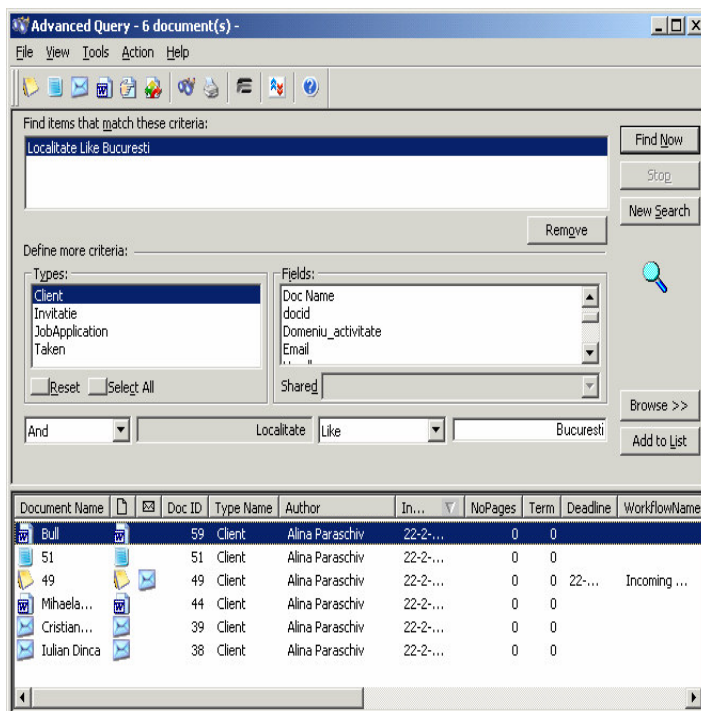 Advanced Query - 6 document(s) -
File View Tools Action Help
Find items that match these criteria:
Localitate Like Bucuresti
Find Now
Stop
New Search
Remove
Define more criteria:
Types:
Client
Invitatie
JobApplication
Taken
Reset Select All
Fields:
Doc Name
docid
Domeniu_activitate
Email
Shared
Browse >>
Add to List
And Localitate Like Bucuresti
Document Name Doc ID Type Name Author In... NoPages Term Deadline WorkflowName
Bull 59 Client Alina Paraschiv 22-2-... 0 0
51 51 Client Alina Paraschiv 22-2-... 0 0
49 49 Client Alina Paraschiv 22-2-... 0 0 22-... Incoming ...
Mihaela... 44 Client Alina Paraschiv 22-2-... 0 0
Cristian... 39 Client Alina Paraschiv 22-2-... 0 0
Iulian Dinca 38 Client Alina Paraschiv 22-2-... 0 0